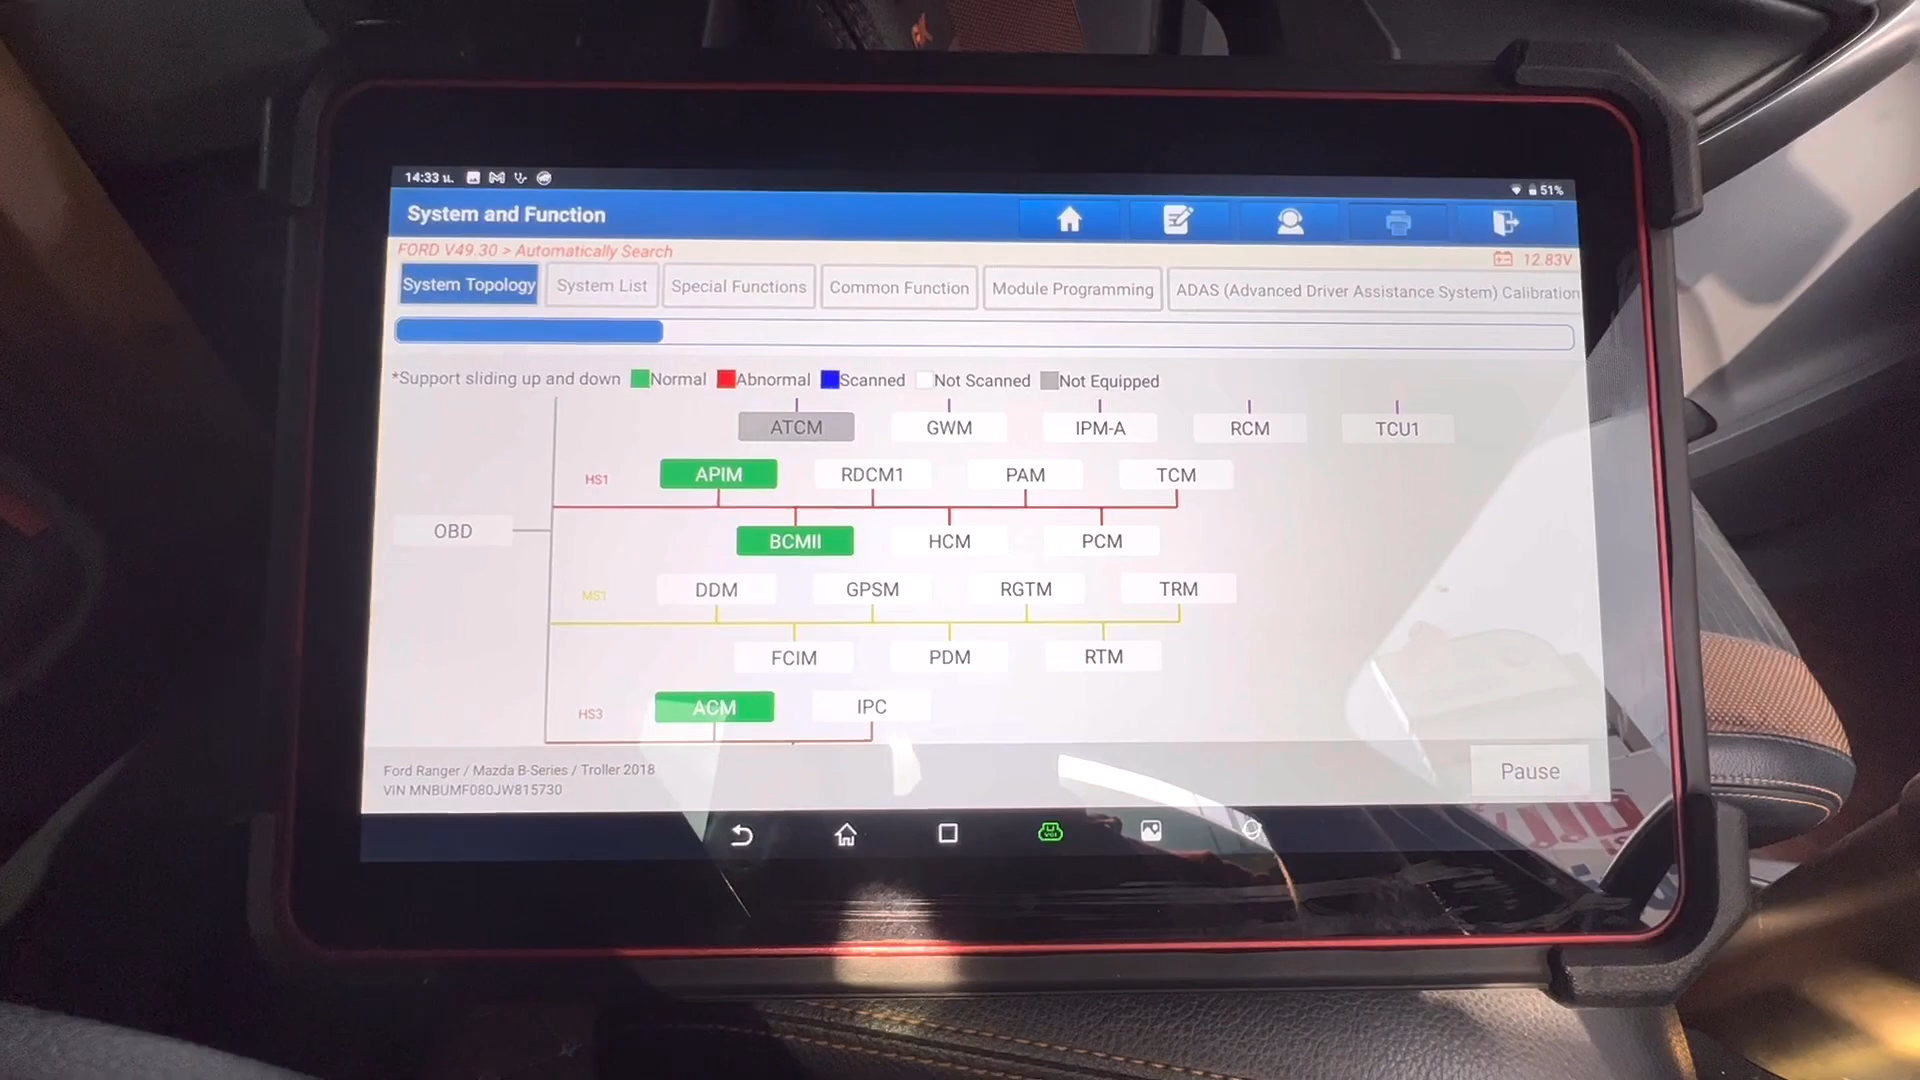 14:33 น.
51%
System and Function
FORD V49.30 > Automatically Search
12.83V
System Topology
System List
Special Functions
Common Function
Module Programming
ADAS (Advanced Driver Assistance System) Calibration
*Support sliding up and down
Normal
Abnormal
Scanned
Not Scanned
Not Equipped
ATCM
GWM
IPM-A
RCM
TCU1
HS1
APIM
RDCM1
PAM
TCM
OBD
BCMII
HCM
PCM
MS1
DDM
GPSM
RGTM
TRM
FCIM
PDM
RTM
HS3
ACM
IPC
Ford Ranger / Mazda B-Series / Troller 2018
VIN MNBUMF080JW815730
Pause
VCI